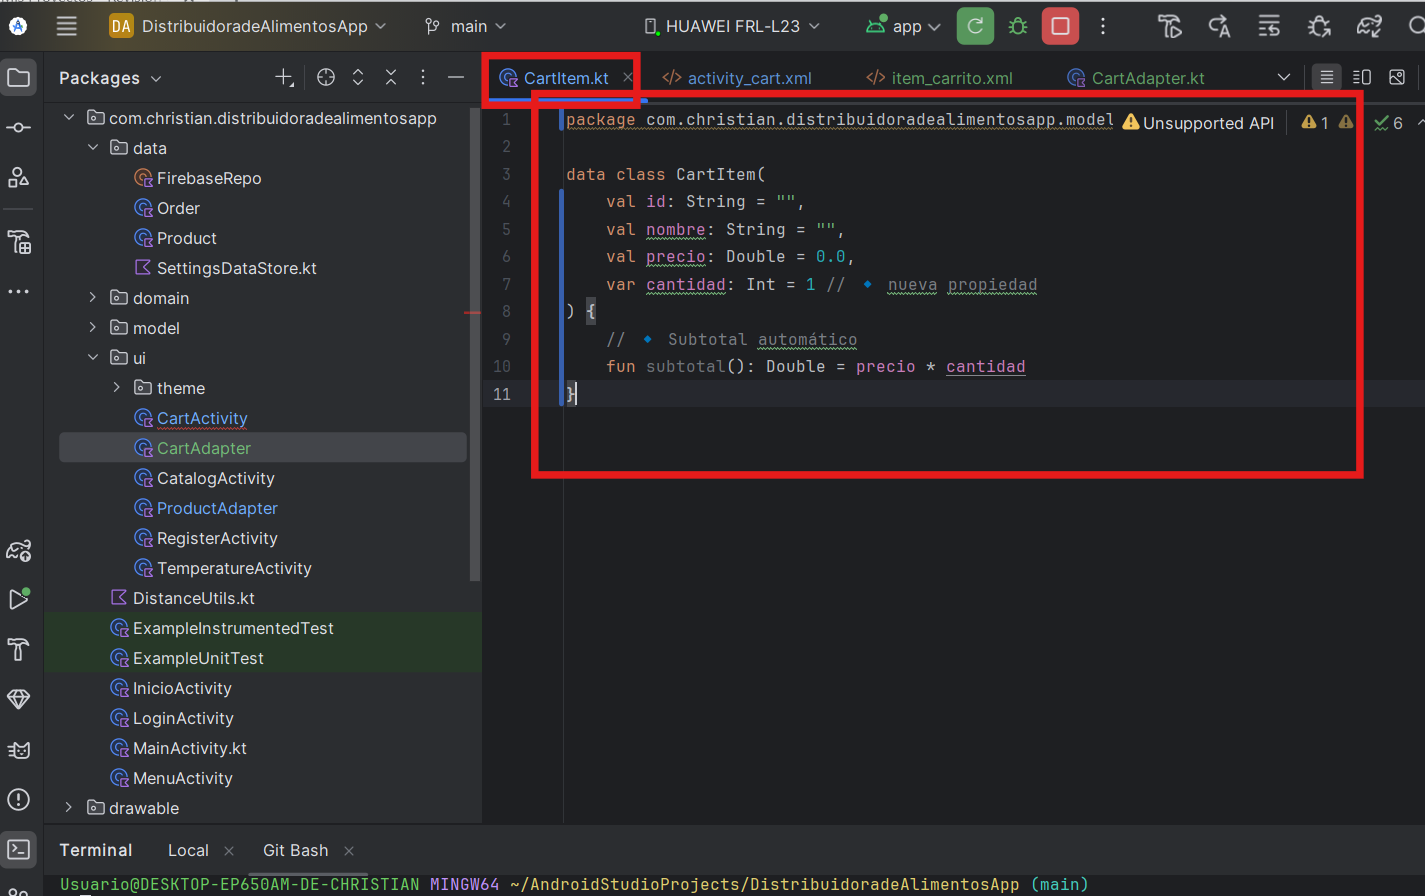 DA DistribuidoradeAlimentosApp main HUAWEI FRL-L23 app
Packages
CartItem.kt activity_cart.xml item_carrito.xml CartAdapter.kt
com.christian.distribuidoradealimentosapp
data
FirebaseRepo
Order
Product
SettingsDataStore.kt
domain
model
ui
theme
CartActivity
CartAdapter
CatalogActivity
ProductAdapter
RegisterActivity
TemperatureActivity
DistanceUtils.kt
ExampleInstrumentedTest
ExampleUnitTest
InicioActivity
LoginActivity
MainActivity.kt
MenuActivity
drawable
1 package com.christian.distribuidoradealimentosapp.model Unsupported API 1 6
2
3 data class CartItem(
4 val id: String = "",
5 val nombre: String = "",
6 val precio: Double = 0.0,
7 var cantidad: Int = 1 // 🔹 nueva propiedad
8 ) {
9 // 🔹 Subtotal automático
10 fun subtotal(): Double = precio * cantidad
11 }
Terminal Local Git Bash
Usuario@DESKTOP-EP650AM-DE-CHRISTIAN MINGW64 ~/AndroidStudioProjects/DistribuidoradeAlimentosApp (main)